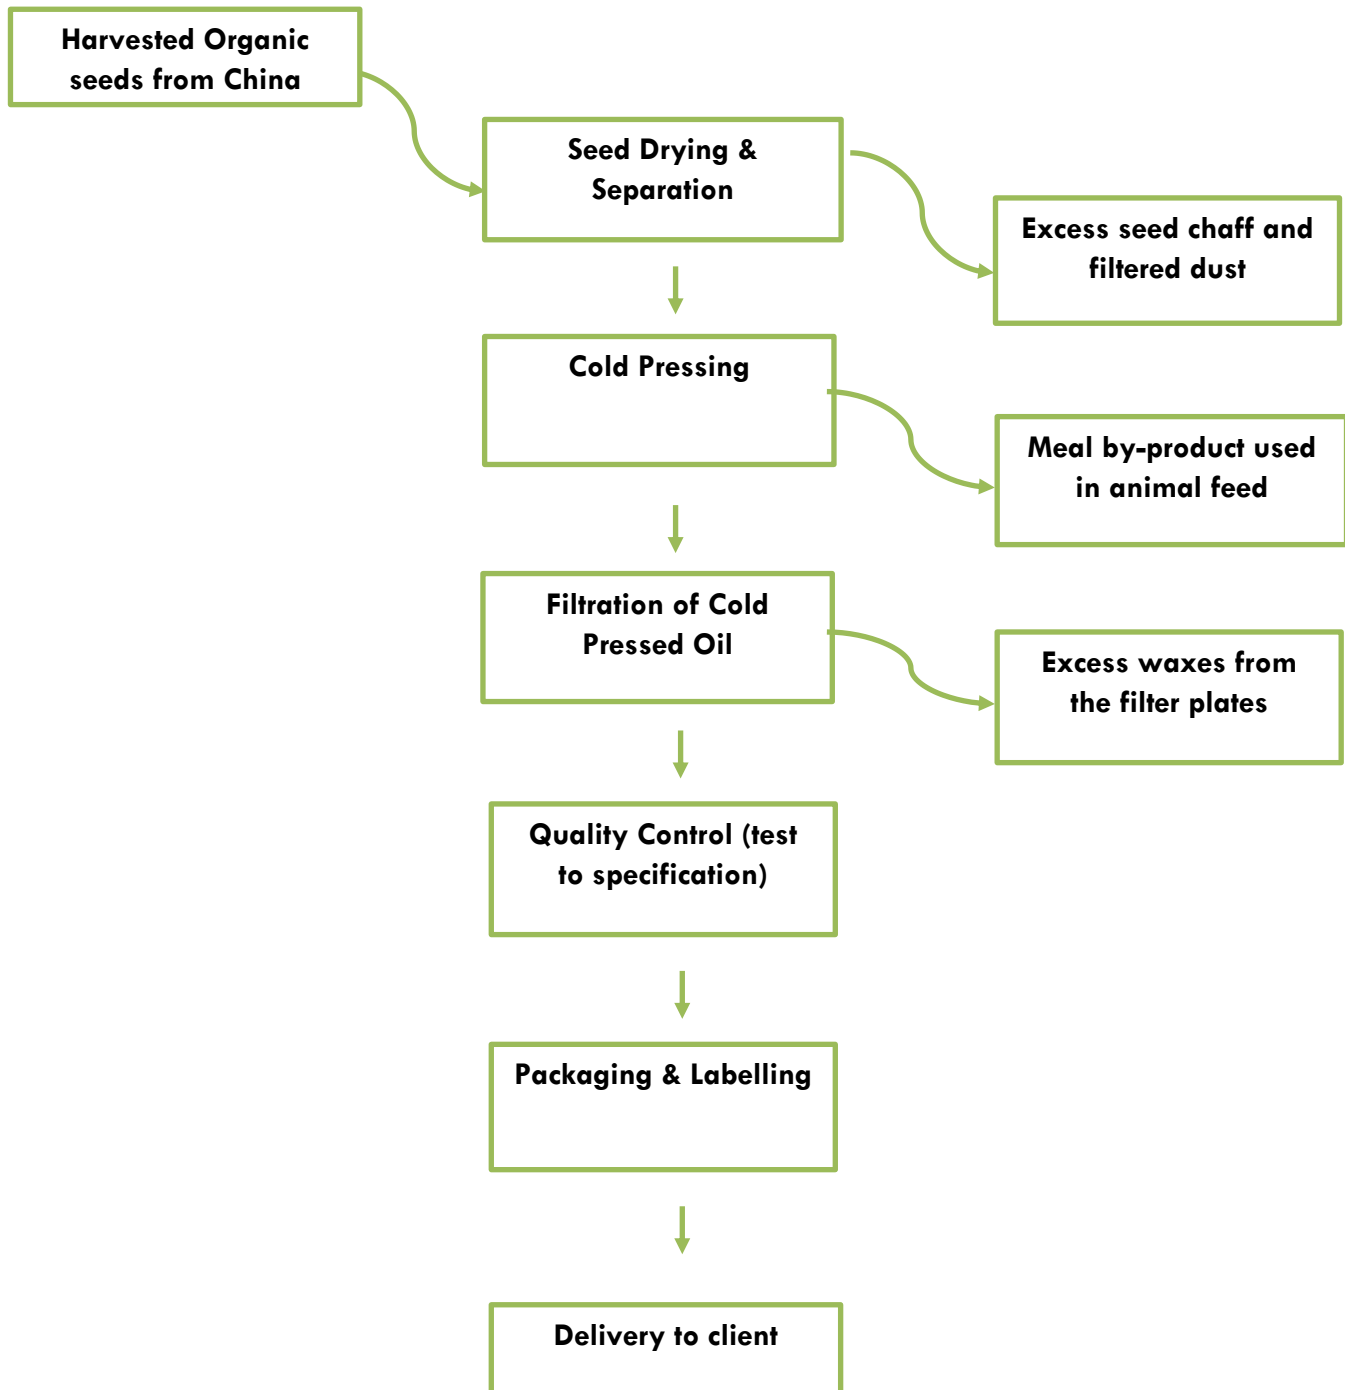 Harvested Organic
seeds from China
Seed Drying &
Separation
Excess seed chaff and
filtered dust
Cold Pressing
Meal by-product used
in animal feed
Filtration of Cold
Pressed Oil
Excess waxes from
the filter plates
Quality Control (test
to specification)
Packaging & Labelling
Delivery to client